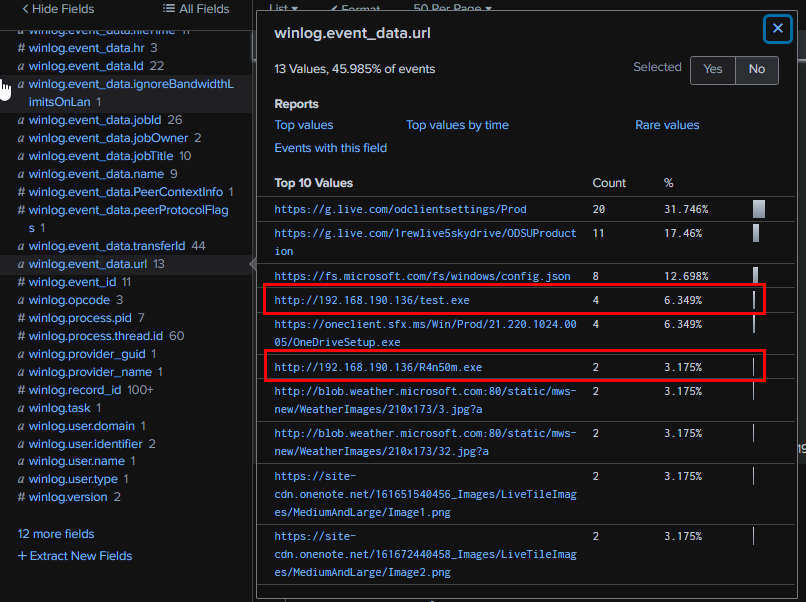 Hide Fields
All Fields
List
Format
50 Per Page
# winlog.event_data.hr 3
a winlog.event_data.Id 22
a winlog.event_data.ignoreBandwidthL
imitsOnLan 1
a winlog.event_data.jobId 26
a winlog.event_data.jobOwner 2
a winlog.event_data.jobTitle 10
a winlog.event_data.name 9
# winlog.event_data.PeerContextInfo 1
# winlog.event_data.peerProtocolFlag
s 1
a winlog.event_data.transferId 44
a winlog.event_data.url 13
# winlog.event_id 11
a winlog.opcode 3
# winlog.process.pid 7
# winlog.process.thread.id 60
a winlog.provider_guid 1
a winlog.provider_name 1
# winlog.record_id 100+
a winlog.task 1
a winlog.user.domain 1
a winlog.user.identifier 2
a winlog.user.name 1
a winlog.user.type 1
# winlog.version 2
12 more fields
+ Extract New Fields
winlog.event_data.url
×
13 Values, 45.985% of events
Selected
Yes
No
Reports
Top values
Top values by time
Rare values
Events with this field
Top 10 Values Count %
https://g.live.com/odclientsettings/Prod 20 31.746%
https://g.live.com/1rewlive5skydrive/ODSUProduct 11 17.46%
ion
https://fs.microsoft.com/fs/windows/config.json 8 12.698%
http://192.168.190.136/test.exe 4 6.349%
https://oneclient.sfx.ms/Win/Prod/21.220.1024.00 4 6.349%
05/OneDriveSetup.exe
http://192.168.190.136/R4n50m.exe 2 3.175%
http://blob.weather.microsoft.com:80/static/mws- 2 3.175%
new/WeatherImages/210x173/3.jpg?a
http://blob.weather.microsoft.com:80/static/mws- 2 3.175%
new/WeatherImages/210x173/32.jpg?a
https://site- 2 3.175%
cdn.onenote.net/161651540456_Images/LiveTileImag
es/MediumAndLarge/Image1.png
https://site- 2 3.175%
cdn.onenote.net/161672440458_Images/LiveTileImag
es/MediumAndLarge/Image2.png